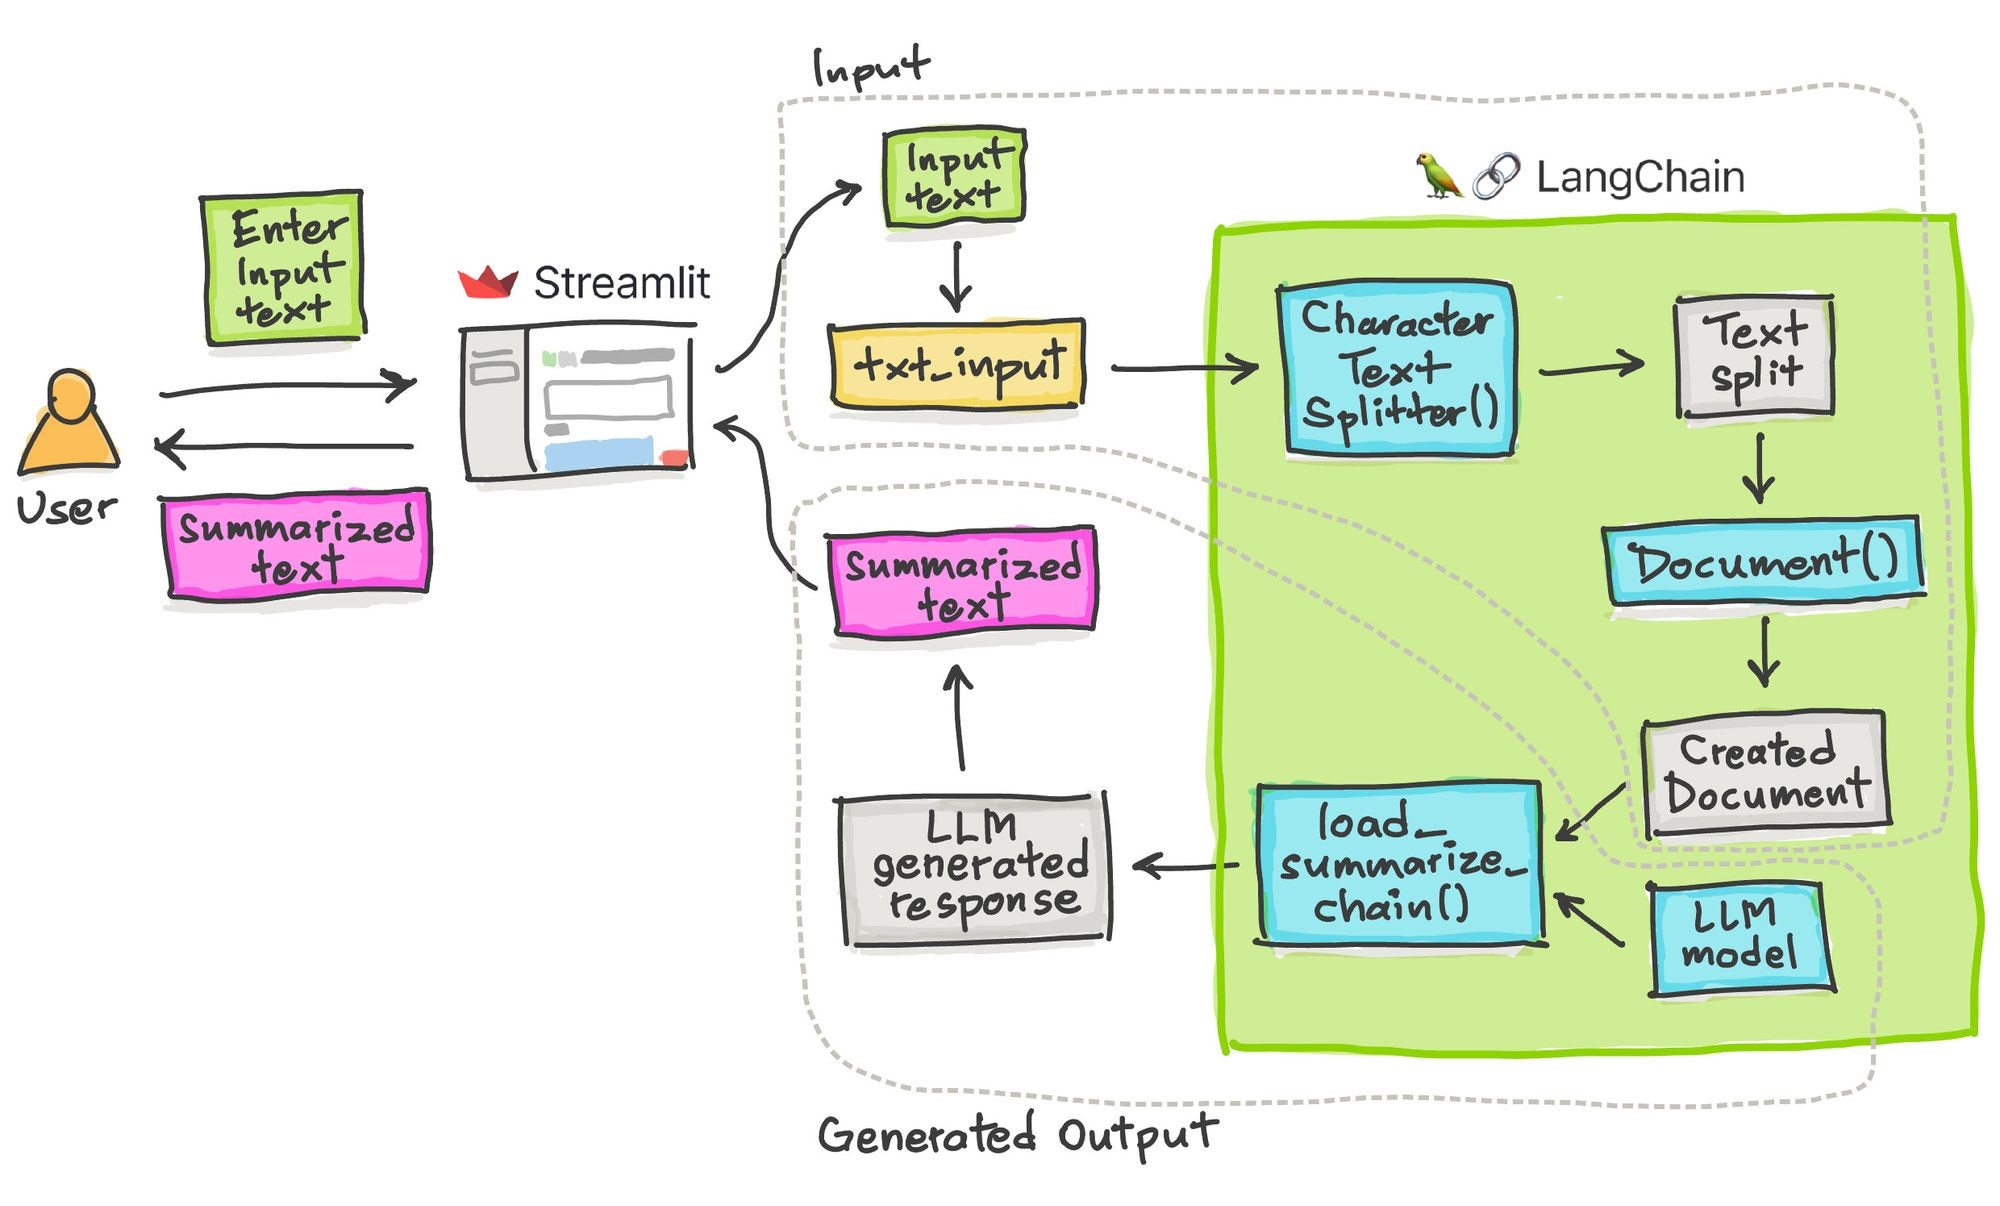 Input
Input
text
LangChain
Enter
Input
text
Streamlit
txt_input
Character
Text
Splitter()
Text
split
User
Summarized
text
Summarized
text
Document()
Created
Document
LLM
generated
response
load_
summarize_
chain()
LLM
model
Generated Output